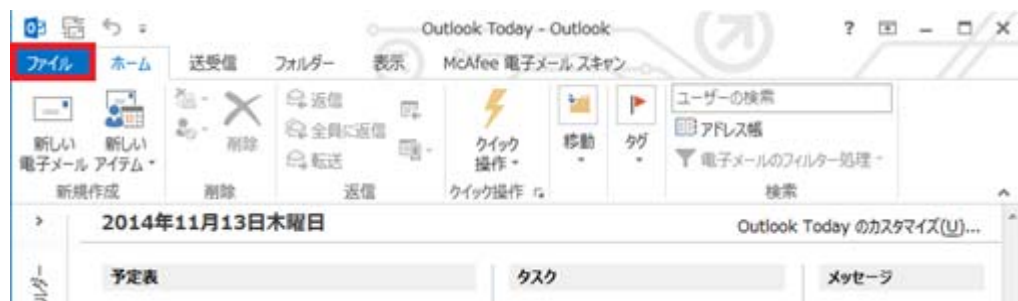 Outlook Today - Outlook
ファイル ホーム 送受信 フォルダー 表示 McAfee 電子メール スキャン
新しい
電子メール
新しい
アイテム
新規作成
削除
削除
返信
全員に返信
転送
返信
クイック
操作
クイック操作
移動
タグ
ユーザーの検索
アドレス帳
電子メールのフィルター処理
検索
2014年11月13日木曜日
Outlook Today のカスタマイズ(U)...
予定表 タスク メッセージ